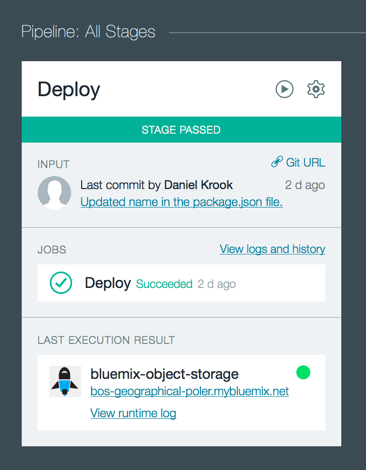 Pipeline: All Stages
Deploy
STAGE PASSED
INPUT
Git URL
Last commit by Daniel Krook 2 d ago
Updated name in the package.json file.
JOBS
View logs and history
Deploy Succeeded 2 d ago
LAST EXECUTION RESULT
bluemix-object-storage
bos-geographical-poler.mybluemix.net
View runtime log